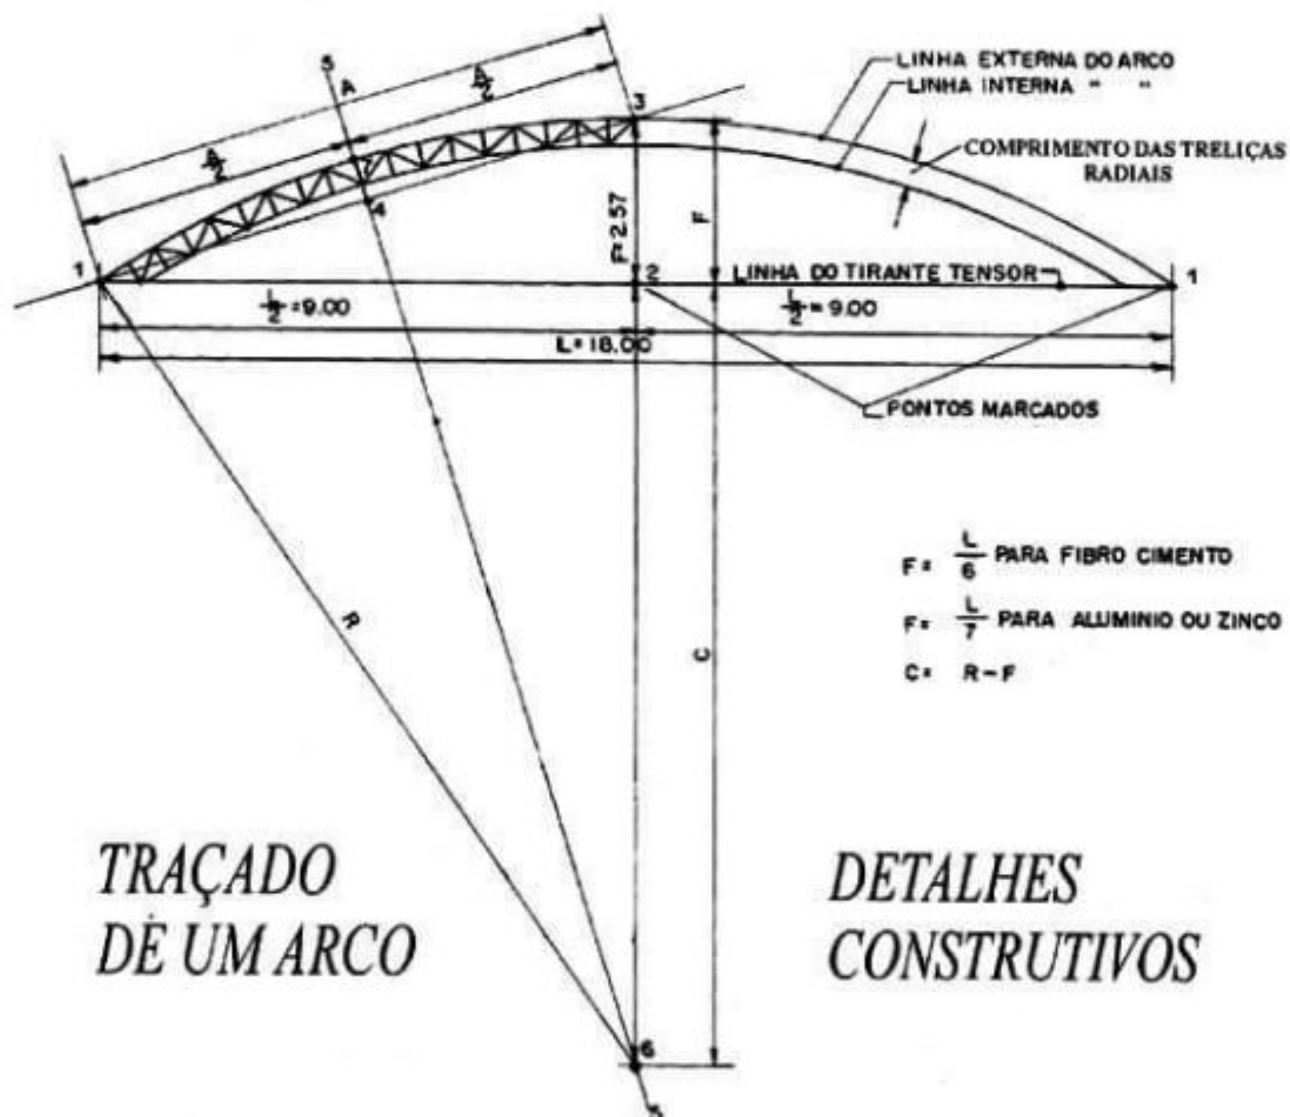 5
A
A/2
A/2
3
LINHA EXTERNA DO ARCO
LINHA INTERNA " "
COMPRIMENTO DAS TRELIÇAS
RADIAIS
4
F=2.57
F
1
2
LINHA DO TIRANTE TENSOR
1
L/2 = 9.00
L/2 = 9.00
L= 18.00
PONTOS MARCADOS
F= L/6 PARA FIBRO CIMENTO
F= L/7 PARA ALUMINIO OU ZINCO
C= R-F
R
C
TRAÇADO
DE UM ARCO
DETALHES
CONSTRUTIVOS
6
5